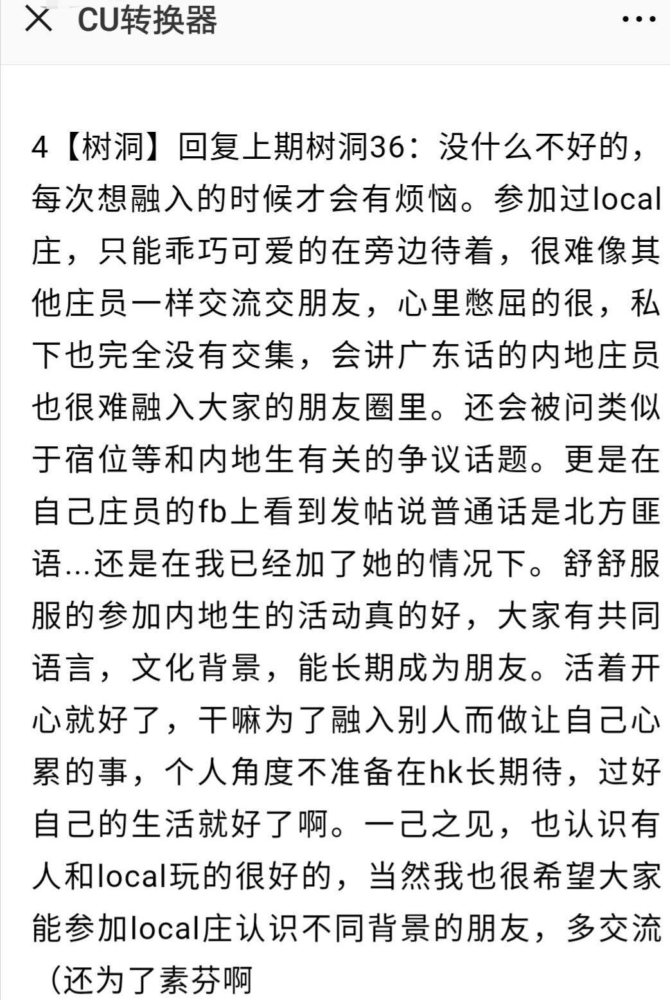 CU转换器
4【树洞】回复上期树洞36：没什么不好的，
每次想融入的时候才会有烦恼。参加过local
庄，只能乖巧可爱的在旁边待着，很难像其
他庄员一样交流交朋友，心里憋屈的很，私
下也完全没有交集，会讲广东话的内地庄员
也很难融入大家的朋友圈里。还会被问类似
于宿位等和内地生有关的争议话题。更是在
自己庄员的fb上看到发帖说普通话是北方匪
语...还是在我已经加了她的情况下。舒舒服
服的参加内地生的活动真的好，大家有共同
语言，文化背景，能长期成为朋友。活着开
心就好了，干嘛为了融入别人而做让自己心
累的事，个人角度不准备在hk长期待，过好
自己的生活就好了啊。一己之见，也认识有
人和local玩的很好的，当然我也很希望大家
能参加local庄认识不同背景的朋友，多交流
（还为了素芬啊